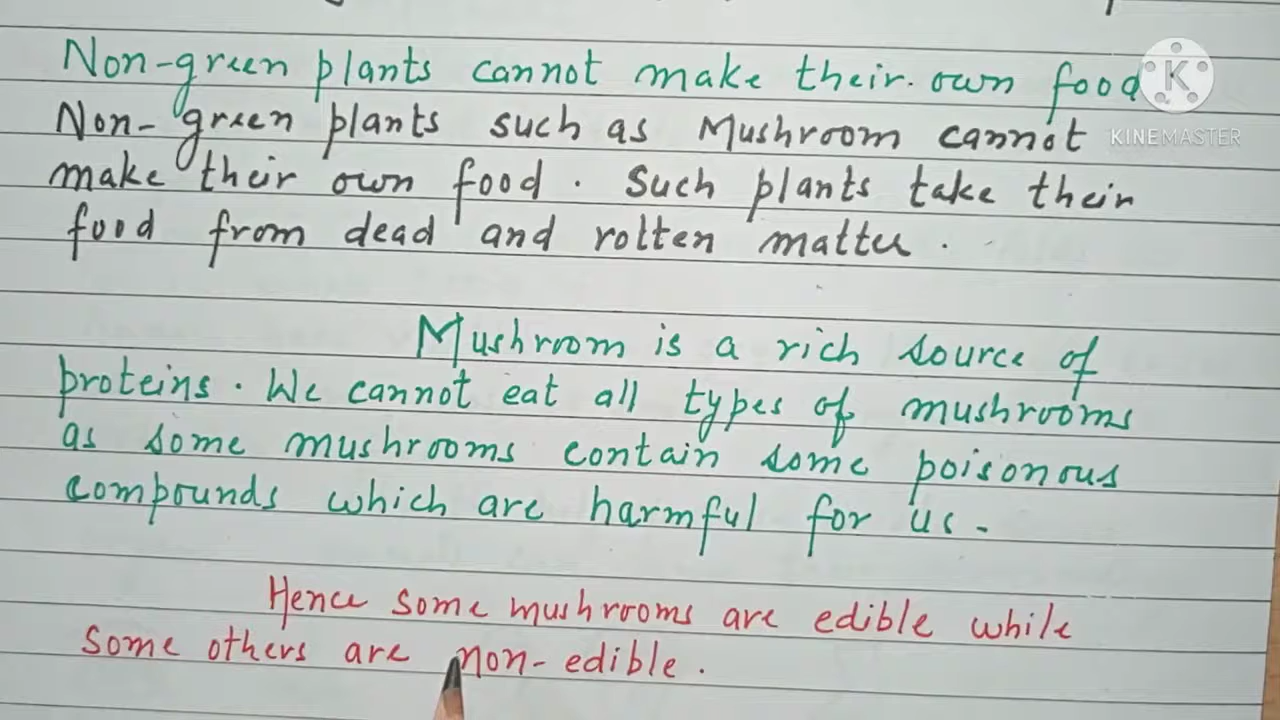 Non-green plants cannot make their own food
Non-green plants such as Mushroom cannot
make their own food. Such plants take their
food from dead and rotten matter.
Mushroom is a rich source of
proteins. We cannot eat all types of mushrooms
as some mushrooms contain some poisonous
compounds which are harmful for us.
Hence some mushrooms are edible while
some others are non-edible.
K
KINEMASTER